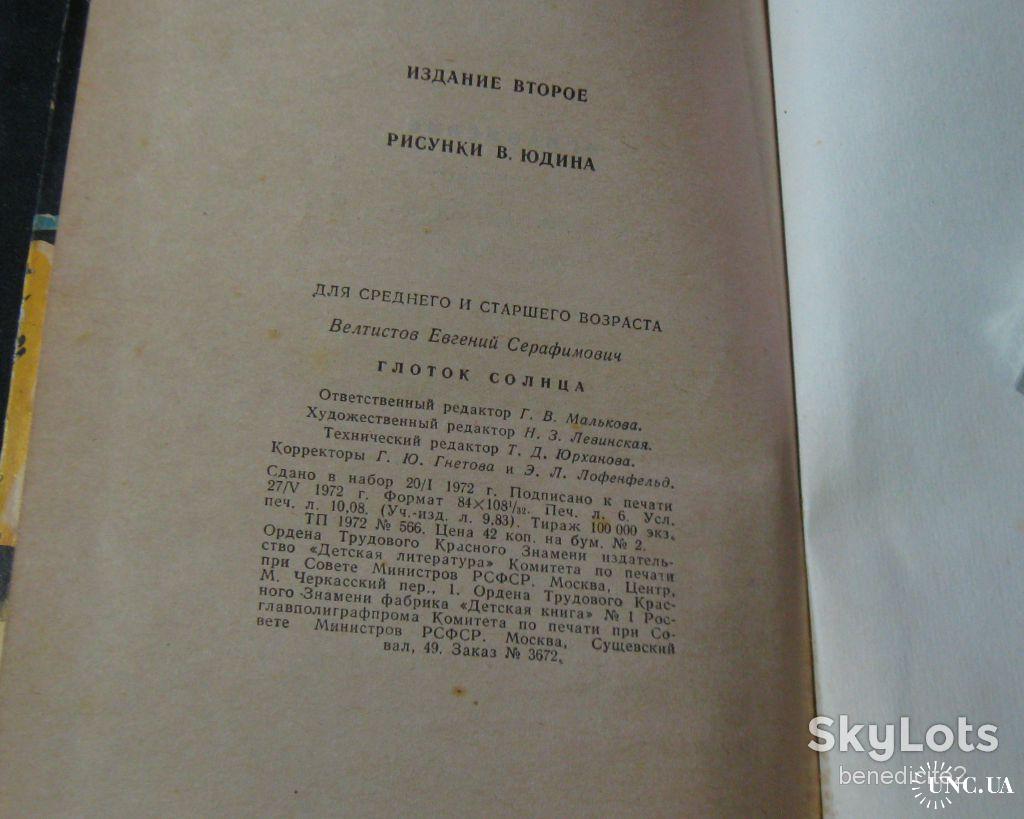 ИЗДАНИЕ ВТОРОЕ
РИСУНКИ В. ЮДИНА
ДЛЯ СРЕДНЕГО И СТАРШЕГО ВОЗРАСТА
Велтистов Евгений Серафимович
ГЛОТОК СОЛНЦА
Ответственный редактор Г. В. Малькова.
Художественный редактор Н. З. Левинская.
Технический редактор Т. Д. Юрханова.
Корректоры Г. Ю. Гнетова и Э. Л. Лофенфельд.
Сдано в набор 20/I 1972 г. Подписано к печати
27/V 1972 г. Формат 84×108¹/₃₂. Печ. л. 6. Усл.
печ. л. 10,08. (Уч.-изд. л. 9,83). Тираж 100 000 экз.
ТП 1972 № 566. Цена 42 коп. на бум. № 2.
Ордена Трудового Красного Знамени издатель-
ство «Детская литература» Комитета по печати
при Совете Министров РСФСР. Москва, Центр,
М. Черкасский пер., 1. Ордена Трудового Крас-
ного Знамени фабрика «Детская книга» № 1 Рос-
главполиграфпрома Комитета по печати при Со-
вете Министров РСФСР. Москва, Сущевский
вал, 49. Заказ № 3672.
SkyLots
benedicite2
UNC.UA